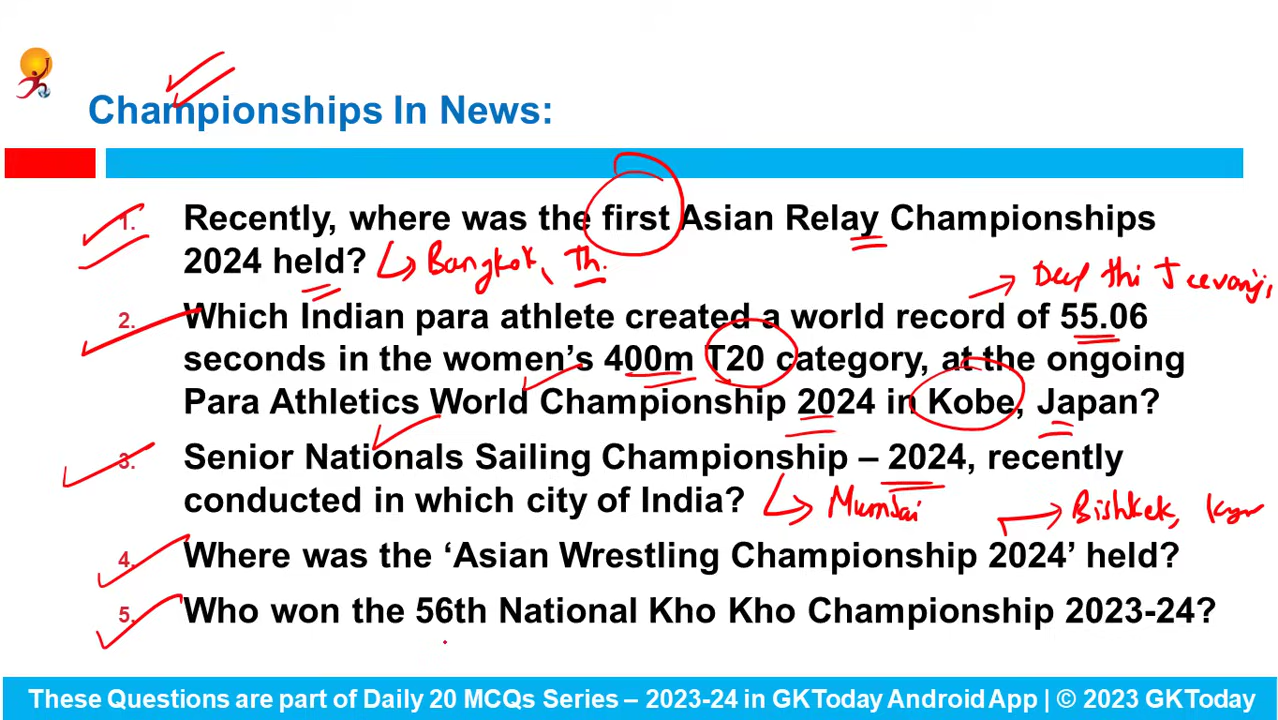 Championships In News:
1. Recently, where was the first Asian Relay Championships
2024 held? Bangkok, Th.
Deepthi Jeevanji,
2. Which Indian para athlete created a world record of 55.06
seconds in the women's 400m T20 category, at the ongoing
Para Athletics World Championship 2024 in Kobe, Japan?
3. Senior Nationals Sailing Championship – 2024, recently
conducted in which city of India? Mumbai
Bishkek, Kyr
4. Where was the ‘Asian Wrestling Championship 2024’ held?
5. Who won the 56th National Kho Kho Championship 2023-24?
These Questions are part of Daily 20 MCQs Series – 2023-24 in GKToday Android App | © 2023 GKToday